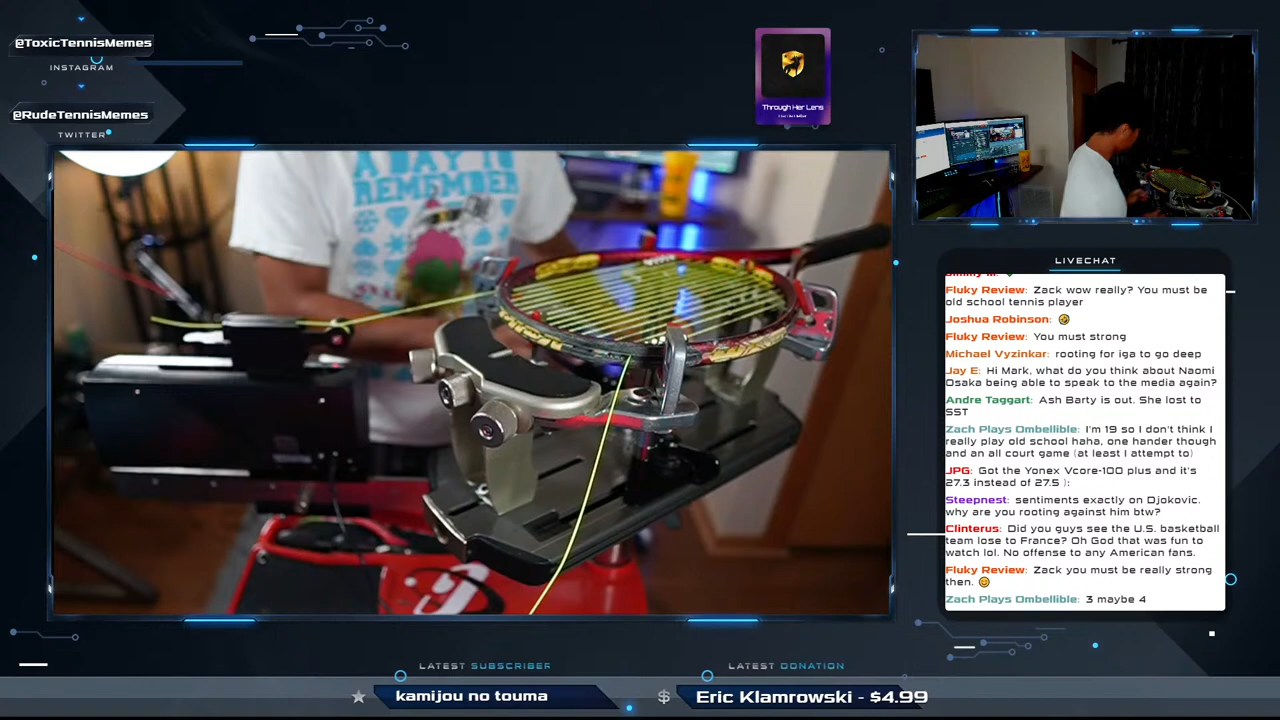 @ToxicTennisMemes
INSTAGRAM
@RudeTennisMemes
TWITTER
Through Her Lens
A DAY TO
REMEMBER
LIVECHAT
Fluky Review: Zack wow really? You must be
old school tennis player
Joshua Robinson:
Fluky Review: You must strong
Michael Vyzinkar: rooting for iga to go deep
Jay E: Hi Mark, what do you think about Naomi
Osaka being able to speak to the media again?
Andre Taggart: Ash Barty is out. She lost to
SST
Zach Plays Ombellible: I'm 19 so I don't think I
really play old school haha, one hander though
and an all court game (at least I attempt to)
JPG: Got the Yonex Vcore-100 plus and it's
27.3 instead of 27.5 ):
Steepnest: sentiments exactly on Djokovic.
why are you rooting against him btw?
Clinterus: Did you guys see the U.S. basketball
team lose to France? Oh God that was fun to
watch lol. No offense to any American fans.
Fluky Review: Zack you must be really strong
then.
Zach Plays Ombellible: 3 maybe 4
LATEST SUBSCRIBER
kamijou no touma
LATEST DONATION
$ Eric Klamrowski - $4.99